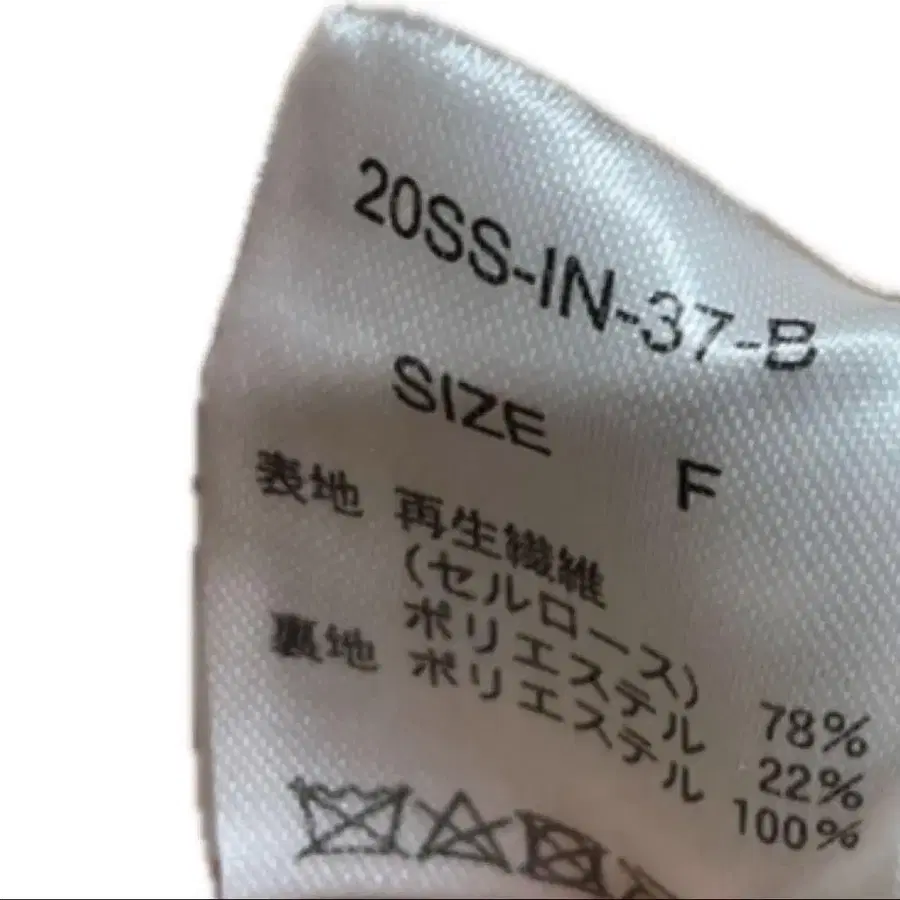 20SS-IN-37-B
SIZE F
表地 再生繊維
(セルロース) 78%
ポリエステル 22%
裏地 ポリエステル 100%